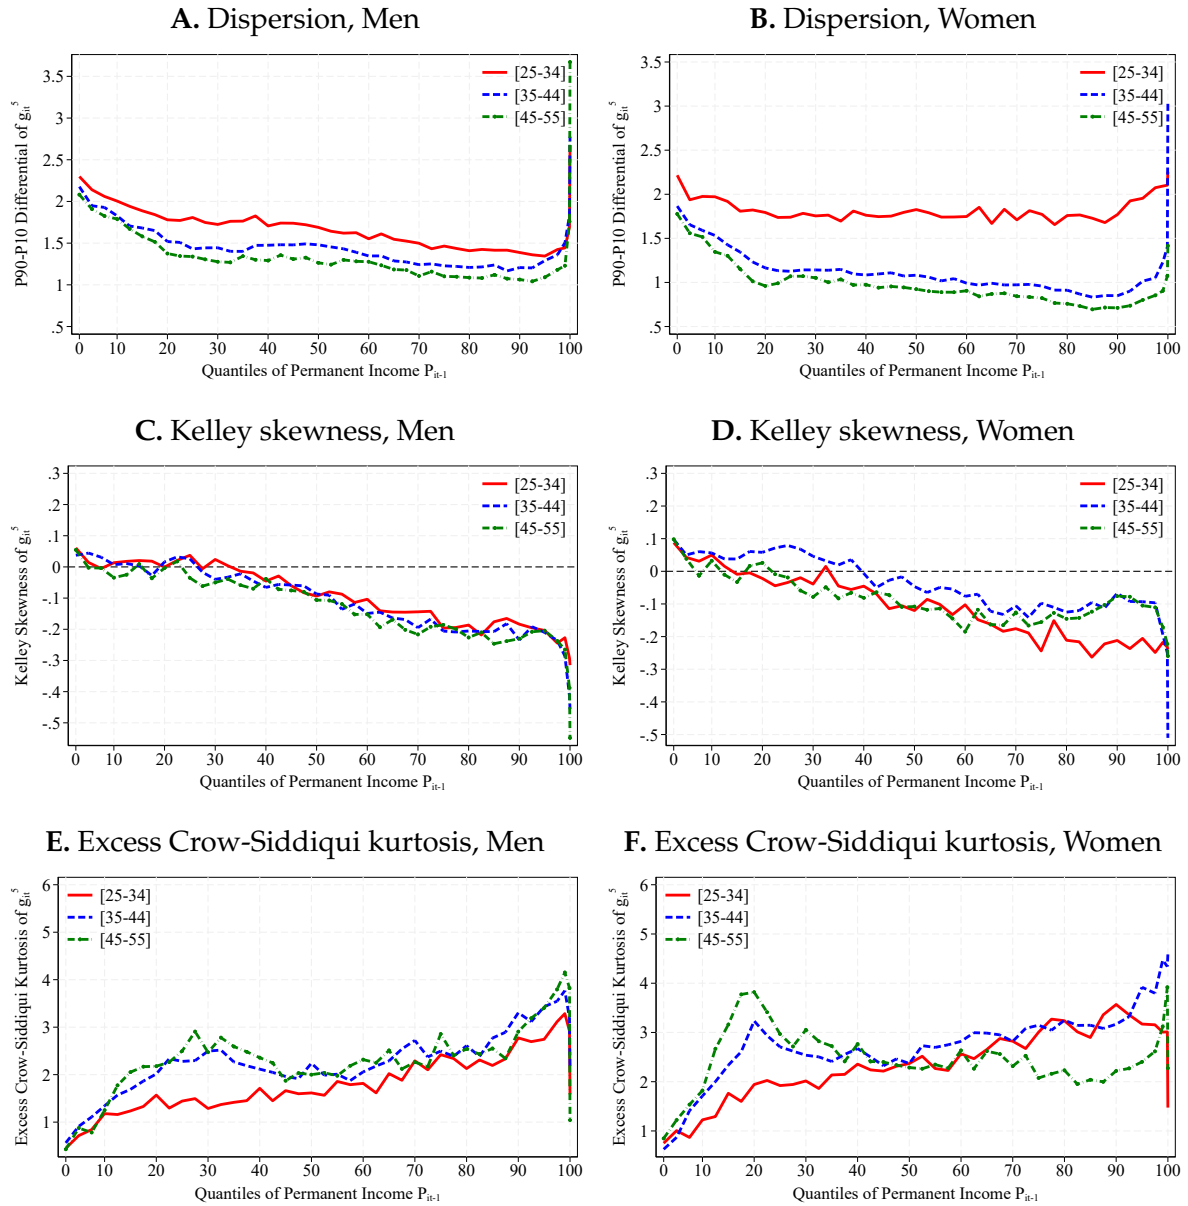 A. Dispersion, Men
3.5
3
2.5
2
1.5
1
.5
P90-P10 Differential of g_it^5
[25-34]
[35-44]
[45-55]
0 10 20 30 40 50 60 70 80 90 100
Quantiles of Permanent Income P_it-1
B. Dispersion, Women
3.5
3
2.5
2
1.5
1
.5
P90-P10 Differential of g_it^5
[25-34]
[35-44]
[45-55]
0 10 20 30 40 50 60 70 80 90 100
Quantiles of Permanent Income P_it-1
C. Kelley skewness, Men
.3
.2
.1
0
-.1
-.2
-.3
-.4
-.5
Kelley Skewness of g_it^5
[25-34]
[35-44]
[45-55]
0 10 20 30 40 50 60 70 80 90 100
Quantiles of Permanent Income P_it-1
D. Kelley skewness, Women
.3
.2
.1
0
-.1
-.2
-.3
-.4
-.5
Kelley Skewness of g_it^5
[25-34]
[35-44]
[45-55]
0 10 20 30 40 50 60 70 80 90 100
Quantiles of Permanent Income P_it-1
E. Excess Crow-Siddiqui kurtosis, Men
6
5
4
3
2
1
Excess Crow-Siddiqui Kurtosis of g_it^5
[25-34]
[35-44]
[45-55]
0 10 20 30 40 50 60 70 80 90 100
Quantiles of Permanent Income P_it-1
F. Excess Crow-Siddiqui kurtosis, Women
6
5
4
3
2
1
Excess Crow-Siddiqui Kurtosis of g_it^5
[25-34]
[35-44]
[45-55]
0 10 20 30 40 50 60 70 80 90 100
Quantiles of Permanent Income P_it-1